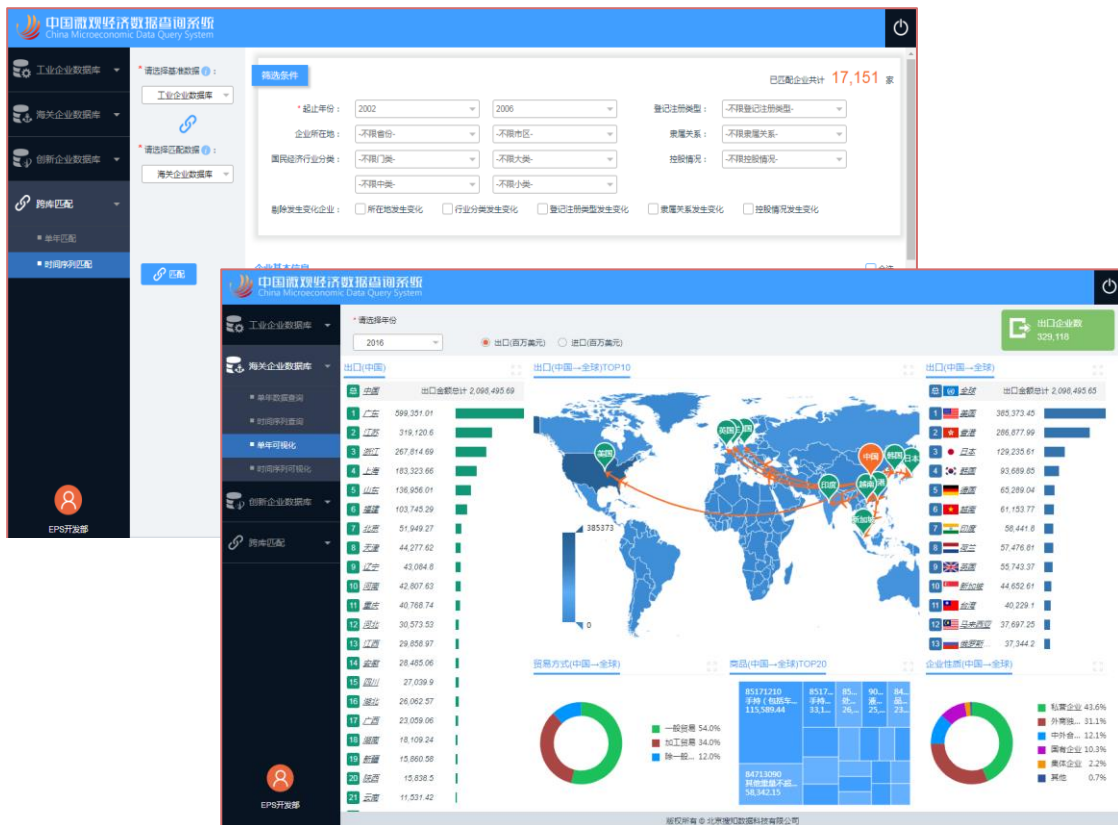 中国微观经济数据查询系统
China Microeconomic Data Query System
工业企业数据库
海关企业数据库
创新企业数据库
跨库匹配
单年匹配
时间序列匹配
EPS开发部
* 请选择基准数据 :
工业企业数据库
* 请选择匹配数据 :
海关企业数据库
匹配
筛选条件
已匹配企业共计 17,151 家
* 起止年份: 2002 2006 登记注册类型: -不限登记注册类型-
企业所在地: -不限省份- -不限市区- 隶属关系: -不限隶属关系-
国民经济行业分类: -不限门类- -不限大类- 控股情况: -不限控股情况-
-不限中类- -不限小类-
剔除发生变化企业: 所在地发生变化 行业分类发生变化 登记注册类型发生变化 隶属关系发生变化 控股情况发生变化
企业基本信息
中国微观经济数据查询系统
China Microeconomic Data Query System
工业企业数据库
海关企业数据库
单年数据查询
时间序列查询
单年可视化
时间序列可视化
创新企业数据库
跨库匹配
EPS开发部
* 请选择年份
2016 出口(百万美元) 进口(百万美元)
出口企业数
329,118
出口(中国)
中国 出口金额总计 2,098,495.69
1 广东 599,351.01
2 江苏 319,120.6
3 浙江 267,814.69
4 上海 183,323.66
5 山东 136,956.01
6 福建 103,745.29
7 北京 51,949.27
8 天津 44,277.62
9 辽宁 43,084.6
10 河南 42,807.63
11 重庆 40,768.74
12 河北 30,573.53
13 江西 29,858.97
14 安徽 28,485.06
15 四川 27,039.9
16 湖北 26,062.57
17 广西 23,059.06
18 湖南 18,109.24
19 新疆 15,860.58
20 陕西 15,838.5
21 云南 11,531.42
出口(中国→全球)TOP10
美国
英国
中国
韩国
日本
印度
越南
新加坡
385373
0
出口(中国→全球)
全球 出口金额总计 2,098,495.65
1 美国 385,373.45
2 香港 286,877.99
3 日本 129,235.61
4 韩国 93,689.85
5 德国 65,289.04
6 越南 61,153.77
7 印度 58,441.8
8 荷兰 57,476.81
9 英国 55,743.37
10 新加坡 44,652.61
11 台湾 40,229.1
12 马来西亚 37,697.25
13 俄罗斯... 37,344.2
贸易方式(中国→全球)
一般贸易 54.0%
加工贸易 34.0%
除一般... 12.0%
商品(中国→全球)TOP20
85171210
手持（包括车...
115,589.44
8517...
手持...
33,1...
85...
26,...
90...
液...
25,...
84...
品...
23...
84713090
58,342.15
企业性质(中国→全球)
私营企业 43.6%
外商独... 31.1%
中外合... 12.1%
国有企业 10.3%
集体企业 2.2%
其他 0.7%
版权所有 © 北京搜知数据科技有限公司